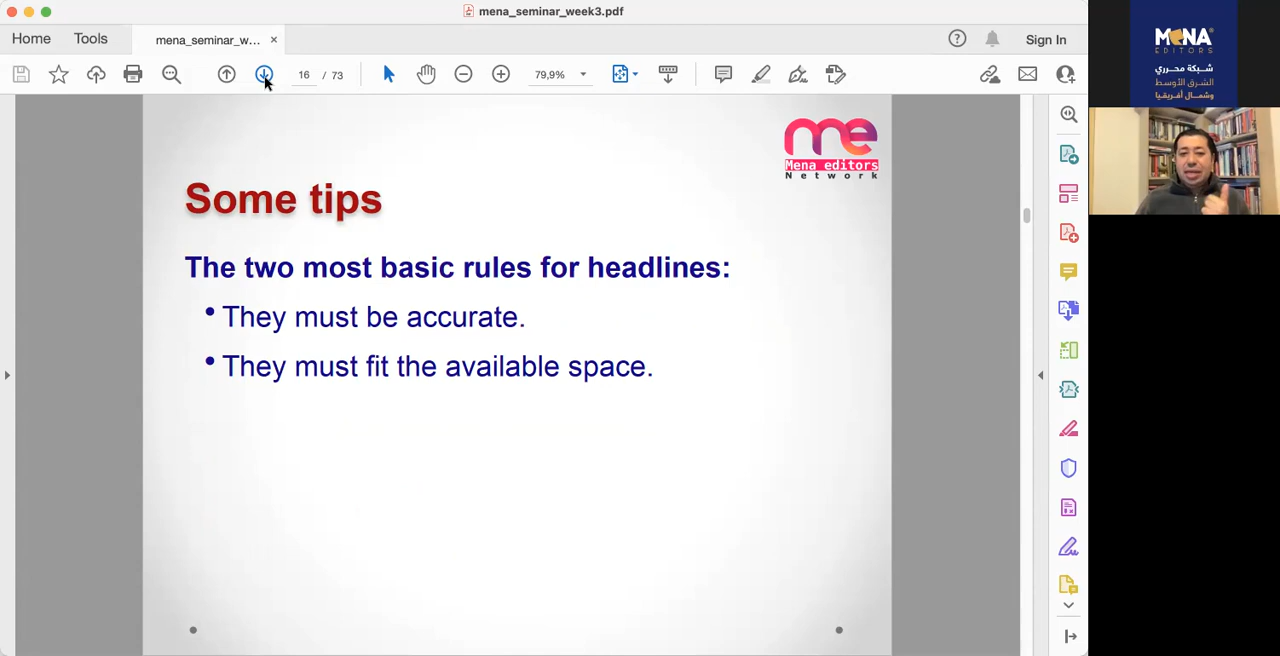 mena_seminar_week3.pdf
Home
Tools
mena_seminar_w...
Sign In
16 / 73
79,9%
me
Mena editors
Network
Some tips
The two most basic rules for headlines:
• They must be accurate.
• They must fit the available space.
MENA
EDITORS
شبكة محرري
الشرق الأوسط
وشمال أفريقيا